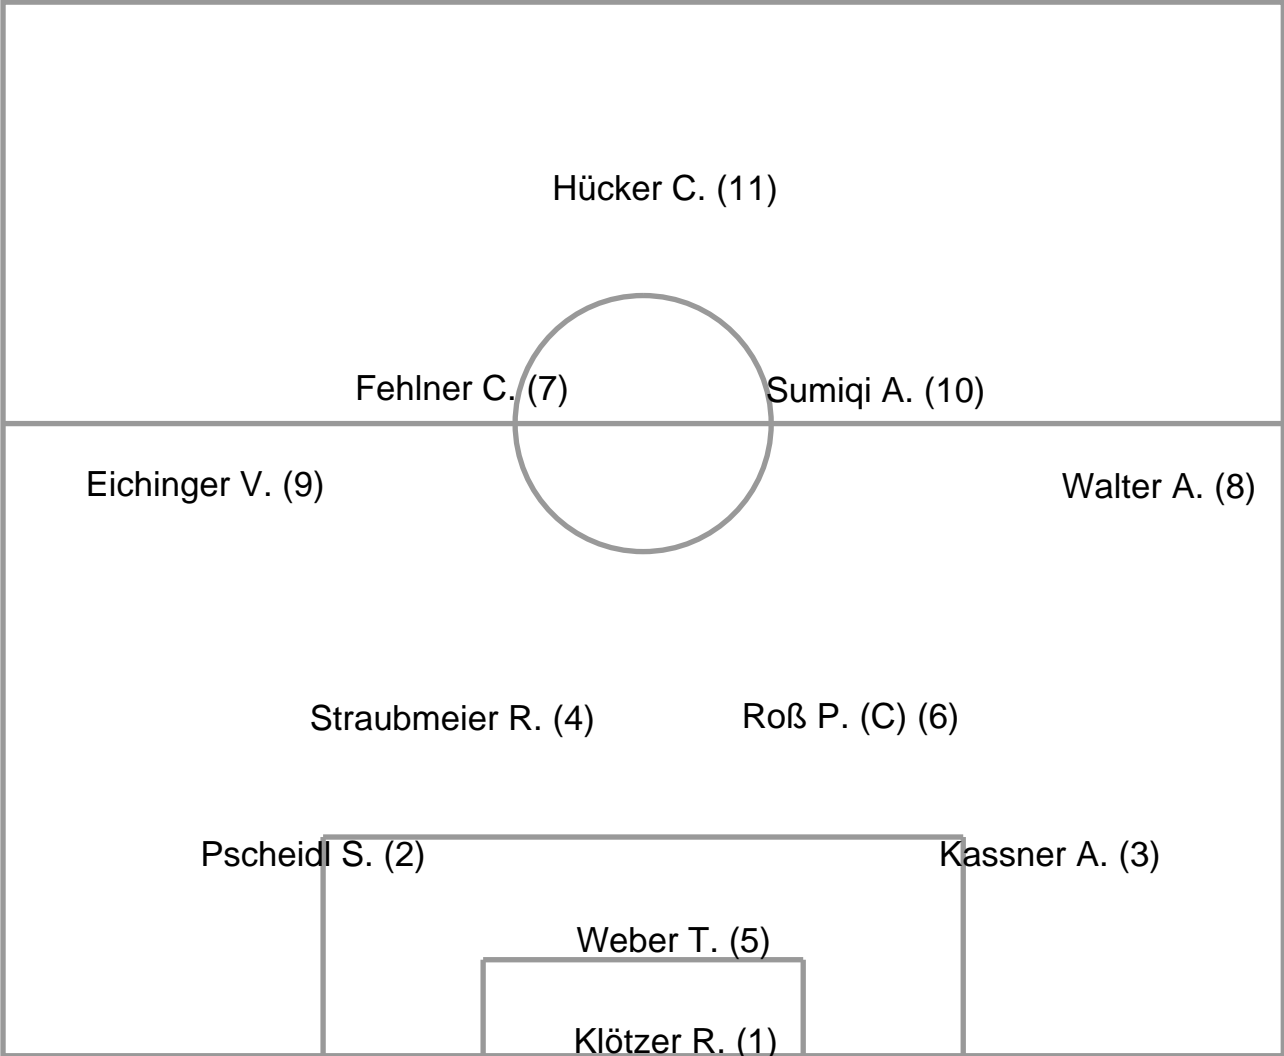 Hücker C. (11)
Fehlner C. (7)
Sumiqi A. (10)
Eichinger V. (9)
Walter A. (8)
Straubmeier R. (4)
Roß P. (C) (6)
Pscheidl S. (2)
Kassner A. (3)
Weber T. (5)
Klötzer R. (1)